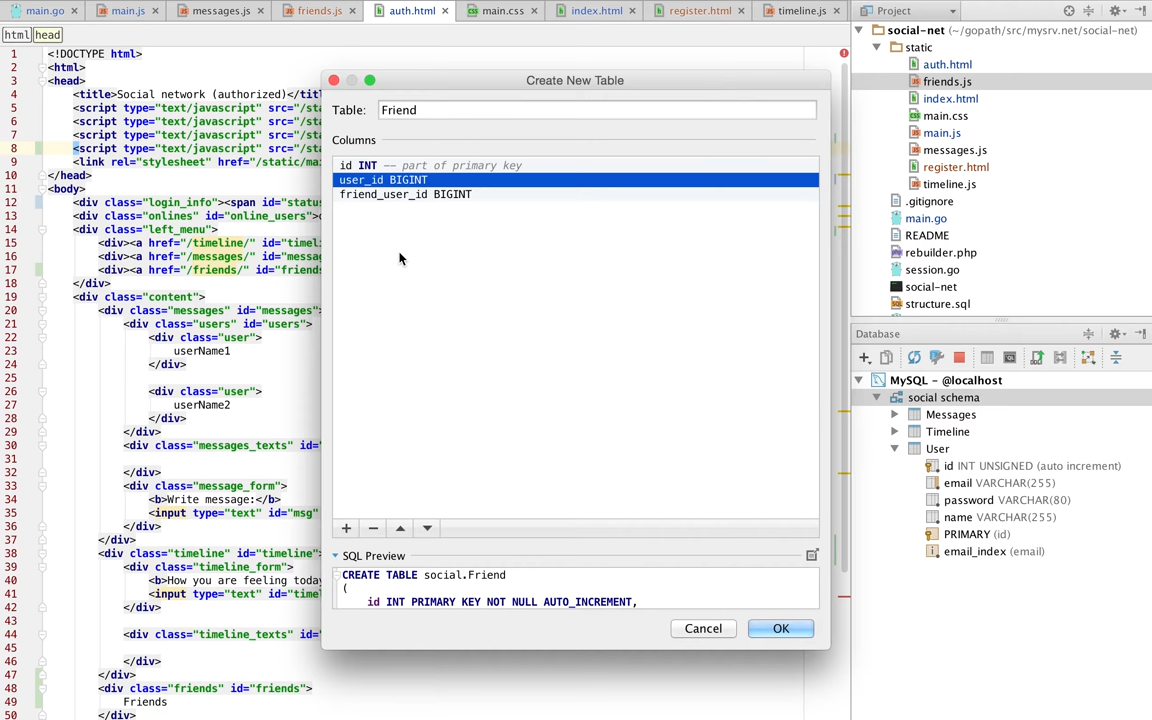 main.go
main.js
messages.js
friends.js
auth.html
main.css
index.html
register.html
timeline.js
Project
html head
1 <!DOCTYPE html>
2 <html>
3 <head>
4 <title>Social network (authorized)</titl
5 <script type="text/javascript" src="/sta
6 <script type="text/javascript" src="/sta
7 <script type="text/javascript" src="/sta
8 <script type="text/javascript" src="/sta
9 <link rel="stylesheet" href="/static/mai
10 </head>
11 <body>
12 <div class="login_info"><span id="status
13 <div class="onlines" id="online_users">
14 <div class="left_menu">
15 <div><a href="/timeline/" id="timeli
16 <div><a href="/messages/" id="messa
17 <div><a href="/friends/" id="friends
18 </div>
19 <div class="content">
20 <div class="messages" id="messages">
21 <div class="users" id="users">
22 <div class="user">
23 userName1
24 </div>
25
26 <div class="user">
27 userName2
28 </div>
29 </div>
30 <div class="messages_texts" id="
31
32 </div>
33 <div class="message_form">
34 <b>Write message:</b>
35 <input type="text" id="msg"
36 </div>
37 </div>
38 <div class="timeline" id="timeline">
39 <div class="timeline_form">
40 <b>How you are feeling today
41 <input type="text" id="time
42 </div>
43
44 <div class="timeline_texts" id="
45
46 </div>
47 </div>
48 <div class="friends" id="friends">
49 Friends
50 </div>
Create New Table
Table: Friend
Columns
id INT -- part of primary key
user_id BIGINT
friend_user_id BIGINT
SQL Preview
CREATE TABLE social.Friend
(
id INT PRIMARY KEY NOT NULL AUTO_INCREMENT,
Cancel
OK
social-net (~/gopath/src/mysrv.net/social-net)
static
auth.html
friends.js
index.html
main.css
main.js
messages.js
register.html
timeline.js
.gitignore
main.go
README
rebuilder.php
session.go
social-net
structure.sql
Database
MySQL - @localhost
social schema
Messages
Timeline
User
id INT UNSIGNED (auto increment)
email VARCHAR(255)
password VARCHAR(80)
name VARCHAR(255)
PRIMARY (id)
email_index (email)